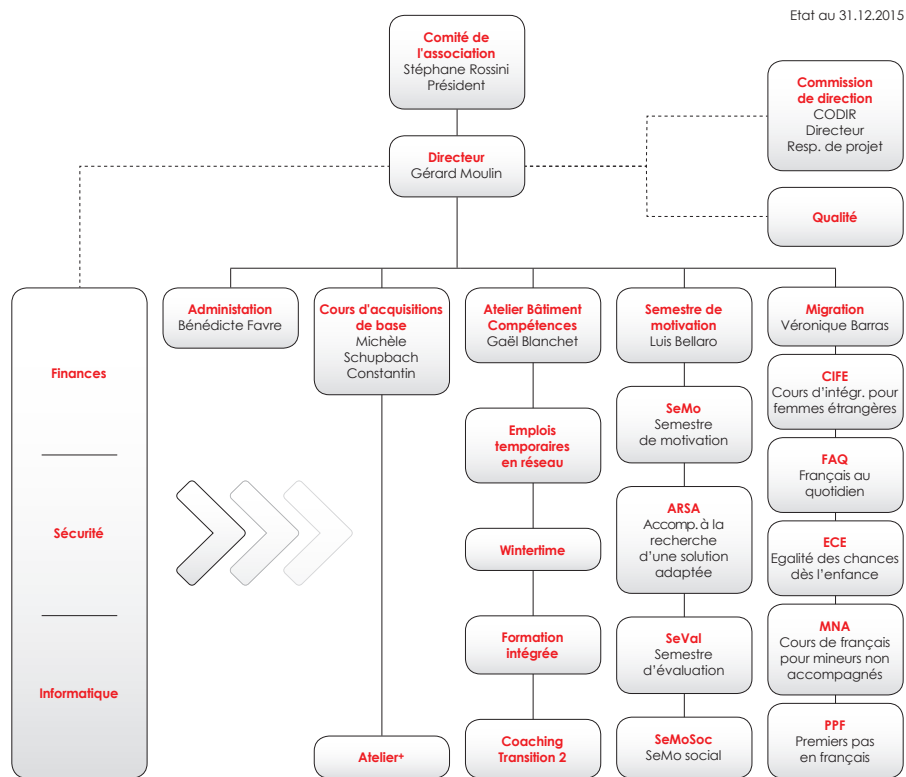 Etat au 31.12.2015
Comité de
l'association
Stéphane Rossini
Président
Commission
de direction
CODIR
Directeur
Resp. de projet
Directeur
Gérard Moulin
Qualité
Finances
Sécurité
Informatique
Administation
Bénédicte Favre
Cours d'acquisitions
de base
Michèle
Schupbach
Constantin
Atelier+
Atelier Bâtiment
Compétences
Gaël Blanchet
Emplois
temporaires
en réseau
Wintertime
Formation
intégrée
Coaching
Transition 2
Semestre de
motivation
Luis Bellaro
SeMo
Semestre
de motivation
ARSA
Accomp. à la
recherche
d’une solution
adaptée
SeVal
Semestre
d’évaluation
SeMoSoc
SeMo social
Migration
Véronique Barras
CIFE
Cours d’intégr. pour
femmes étrangères
FAQ
Français au
quotidien
ECE
Egalité des chances
dès l’enfance
MNA
Cours de français
pour mineurs non
accompagnés
PPF
Premiers pas
en français